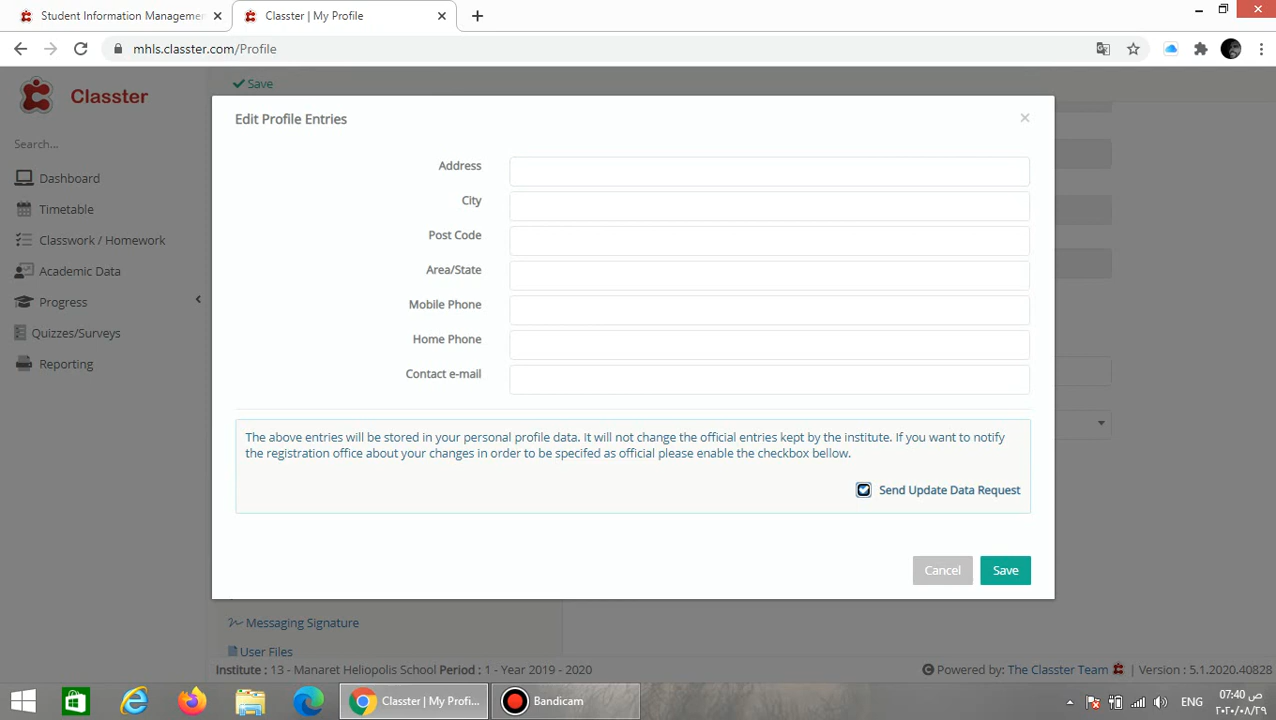 Student Information Managemen
Classter | My Profile
mhls.classter.com/Profile
Classter
Save
Search...
Dashboard
Timetable
Classwork / Homework
Academic Data
Progress
Quizzes/Surveys
Reporting
Edit Profile Entries
Address
City
Post Code
Area/State
Mobile Phone
Home Phone
Contact e-mail
The above entries will be stored in your personal profile data. It will not change the official entries kept by the institute. If you want to notify
the registration office about your changes in order to be specifed as official please enable the checkbox bellow.
Send Update Data Request
Cancel
Save
Messaging Signature
User Files
Institute : 13 - Manaret Heliopolis School Period : 1 - Year 2019 - 2020
Powered by: The Classter Team | Version : 5.1.2020.40828
Classter | My Profi...
Bandicam
ENG
07:40 ص
٢٠٢٠/٠٨/٢٩